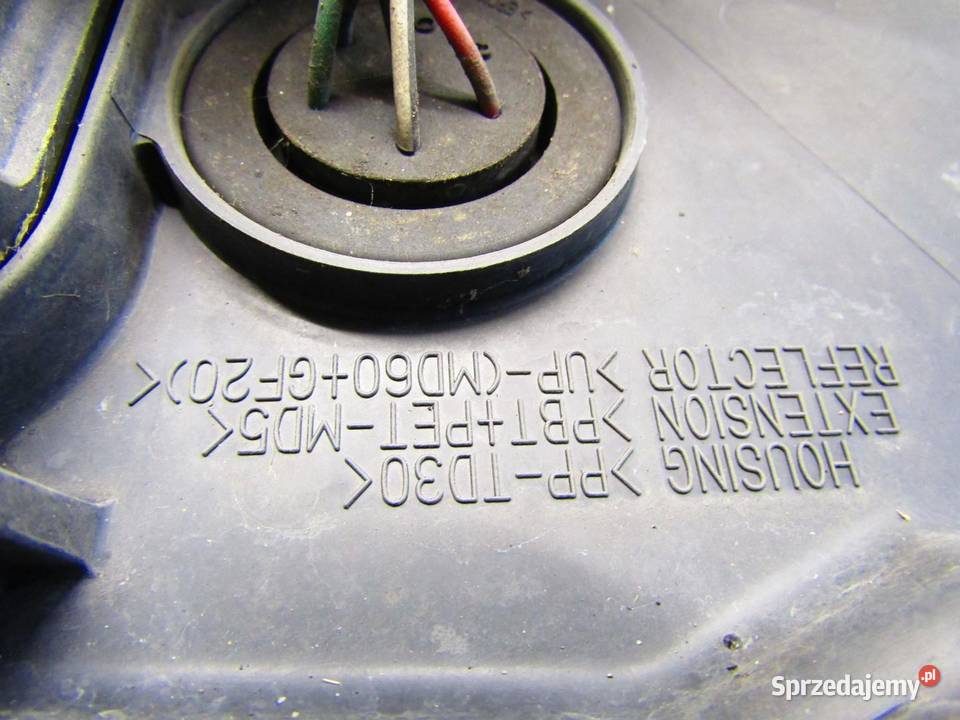 HOUSING >PP-TD30<
EXTENSION >PBT+PET-MD5<
REFLECTOR >UP-(MD60+GF20)<
Sprzedajemy.pl